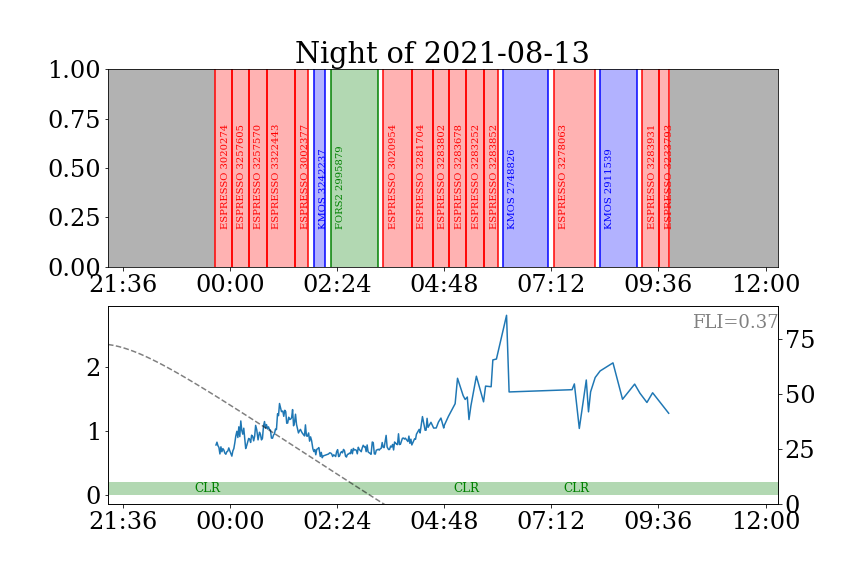 Night of 2021-08-13
1.00
0.75
0.50
0.25
0.00
ESPRESSO 3020274
ESPRESSO 3257605
ESPRESSO 3257570
ESPRESSO 3322443
ESPRESSO 3002377
KMOS 3242237
FORS2 2995879
ESPRESSO 3020954
ESPRESSO 3281704
ESPRESSO 3283802
ESPRESSO 3283678
ESPRESSO 3283252
ESPRESSO 3283852
KMOS 2748826
ESPRESSO 3278063
KMOS 2911539
ESPRESSO 3283931
ESPRESSO 3233793
21:36 00:00 02:24 04:48 07:12 09:36 12:00
FLI=0.37
2
1
0
75
50
25
0
CLR CLR CLR
21:36 00:00 02:24 04:48 07:12 09:36 12:00